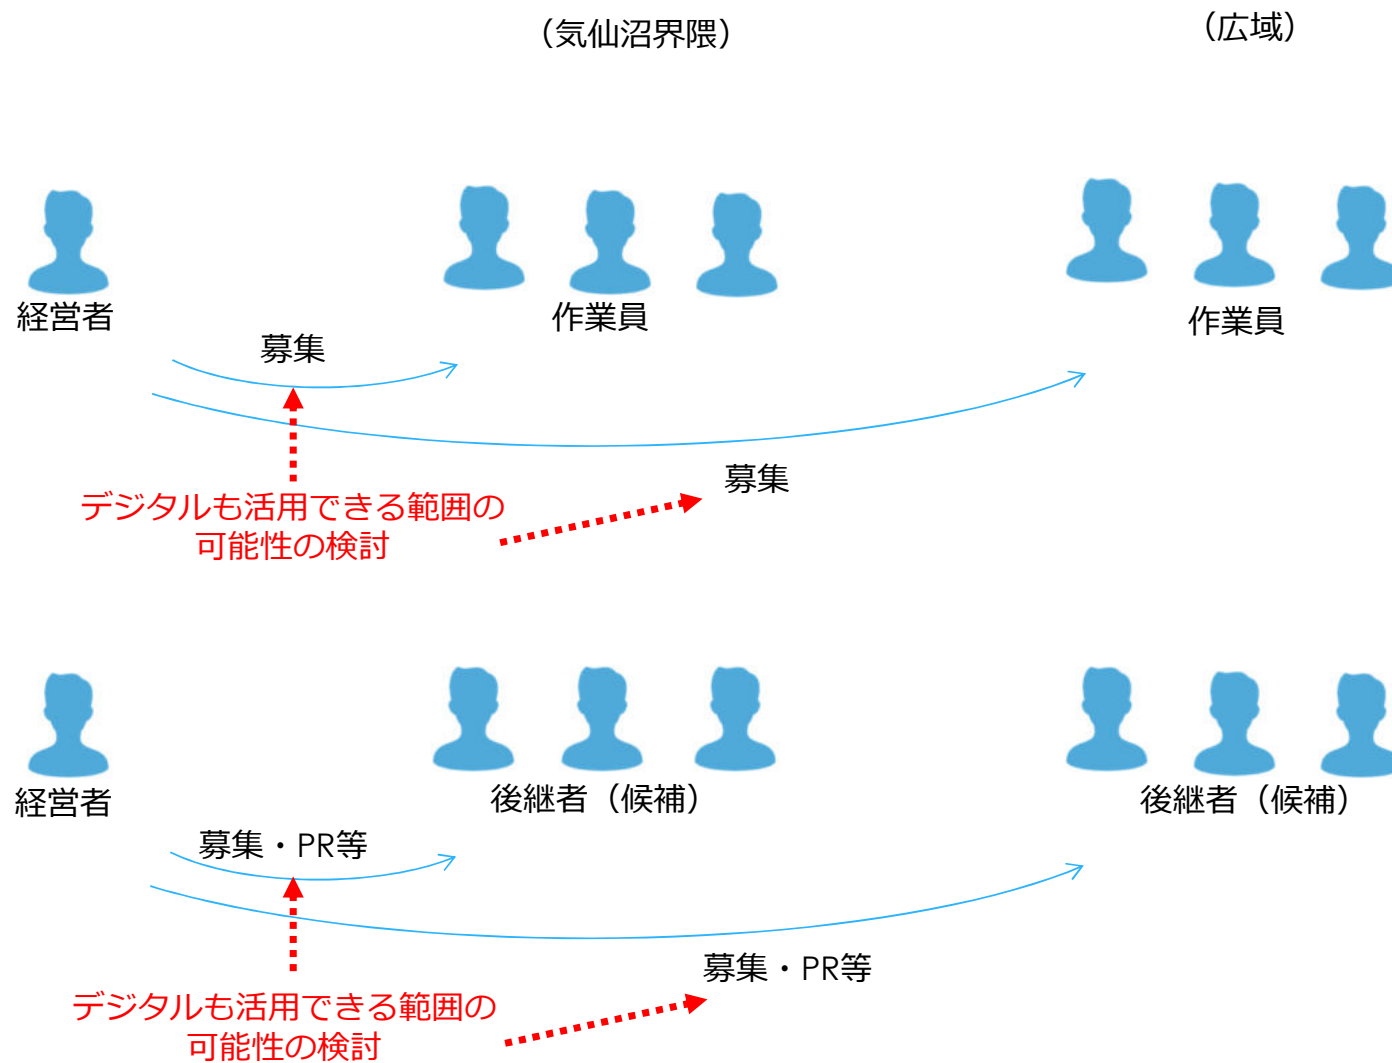 （気仙沼界隈）
（広域）
経営者
作業員
作業員
募集
募集
デジタルも活用できる範囲の
可能性の検討
経営者
後継者（候補）
後継者（候補）
募集・PR等
募集・PR等
デジタルも活用できる範囲の
可能性の検討